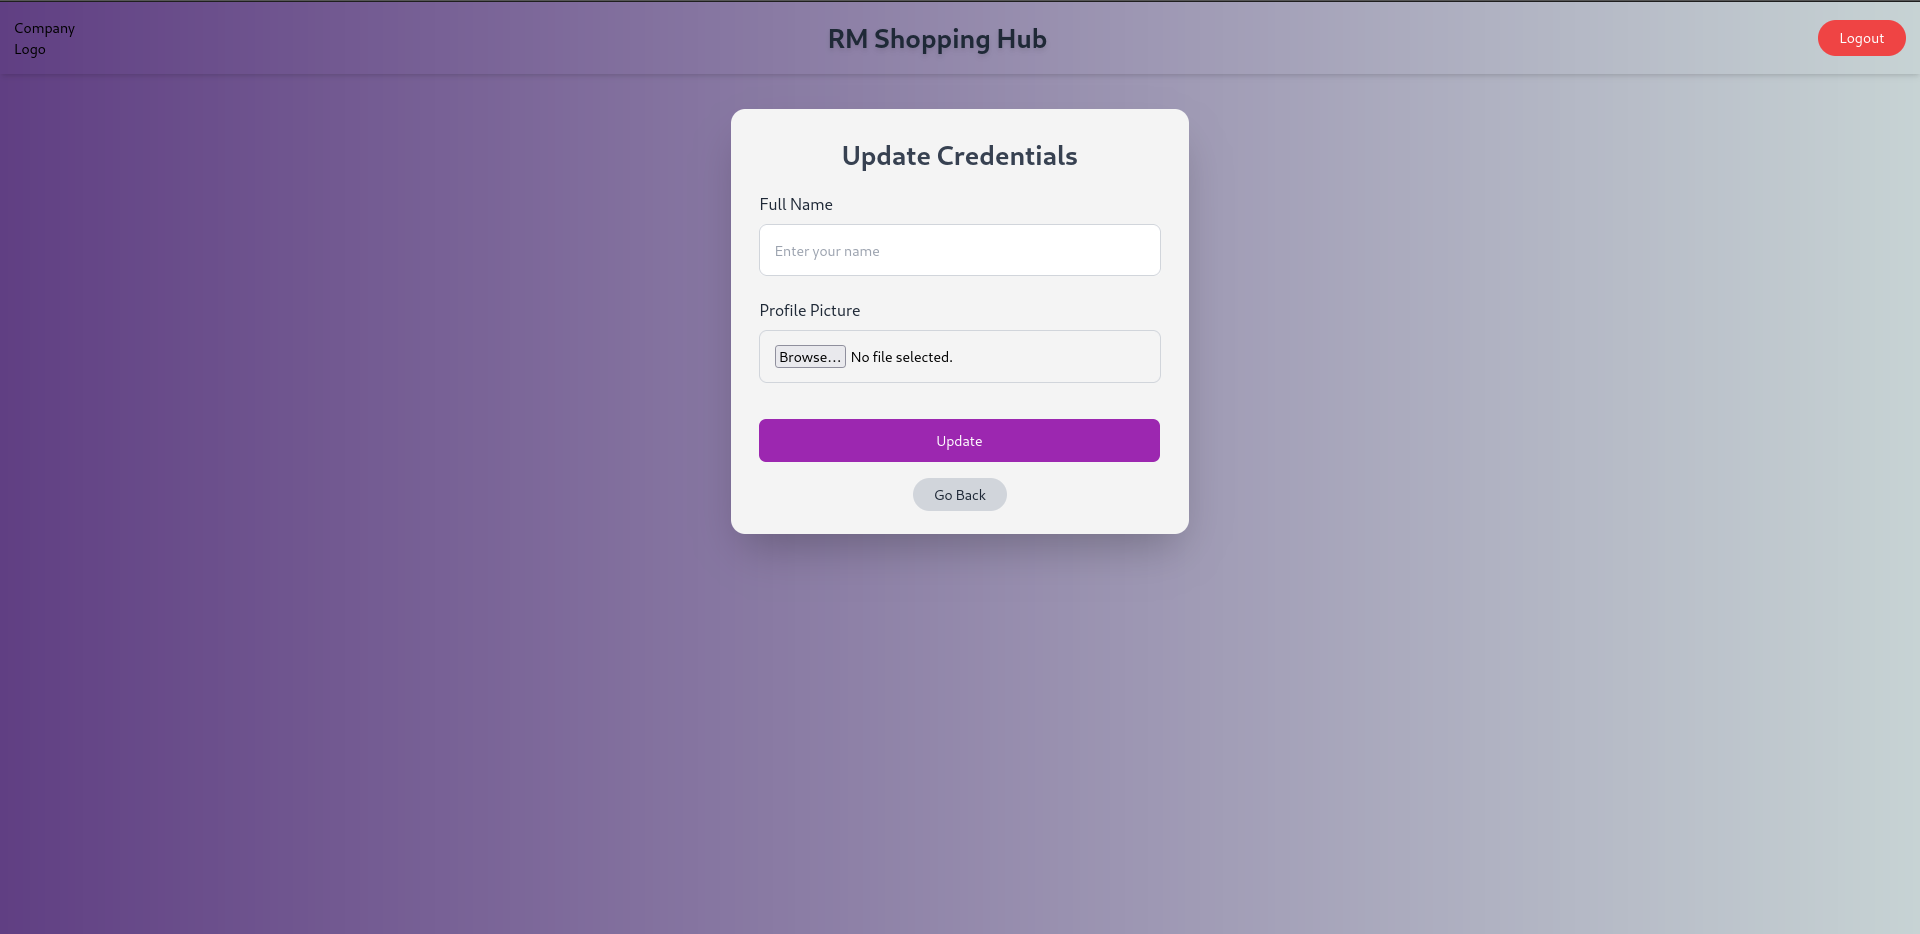 Company
Logo
RM Shopping Hub
Logout
Update Credentials
Full Name
Enter your name
Profile Picture
Browse... No file selected.
Update
Go Back